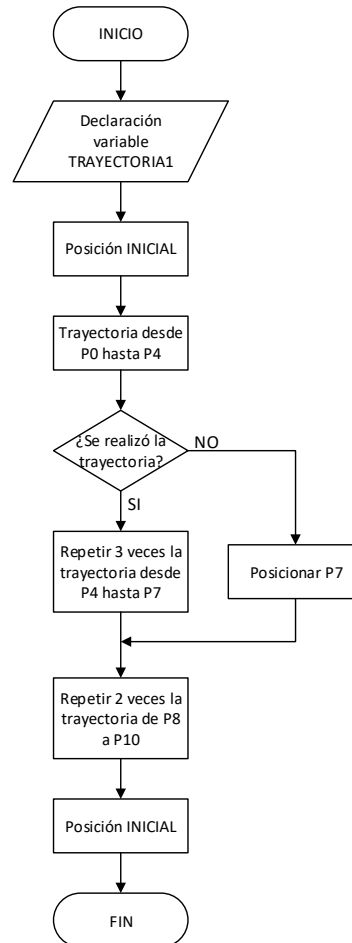 INICIO
Declaración
variable
TRAYECTORIA1
Posición INICIAL
Trayectoria desde
P0 hasta P4
¿Se realizó la
trayectoria?
NO
SI
Repetir 3 veces la
trayectoria desde
P4 hasta P7
Posicionar P7
Repetir 2 veces la
trayectoria de P8
a P10
Posición INICIAL
FIN